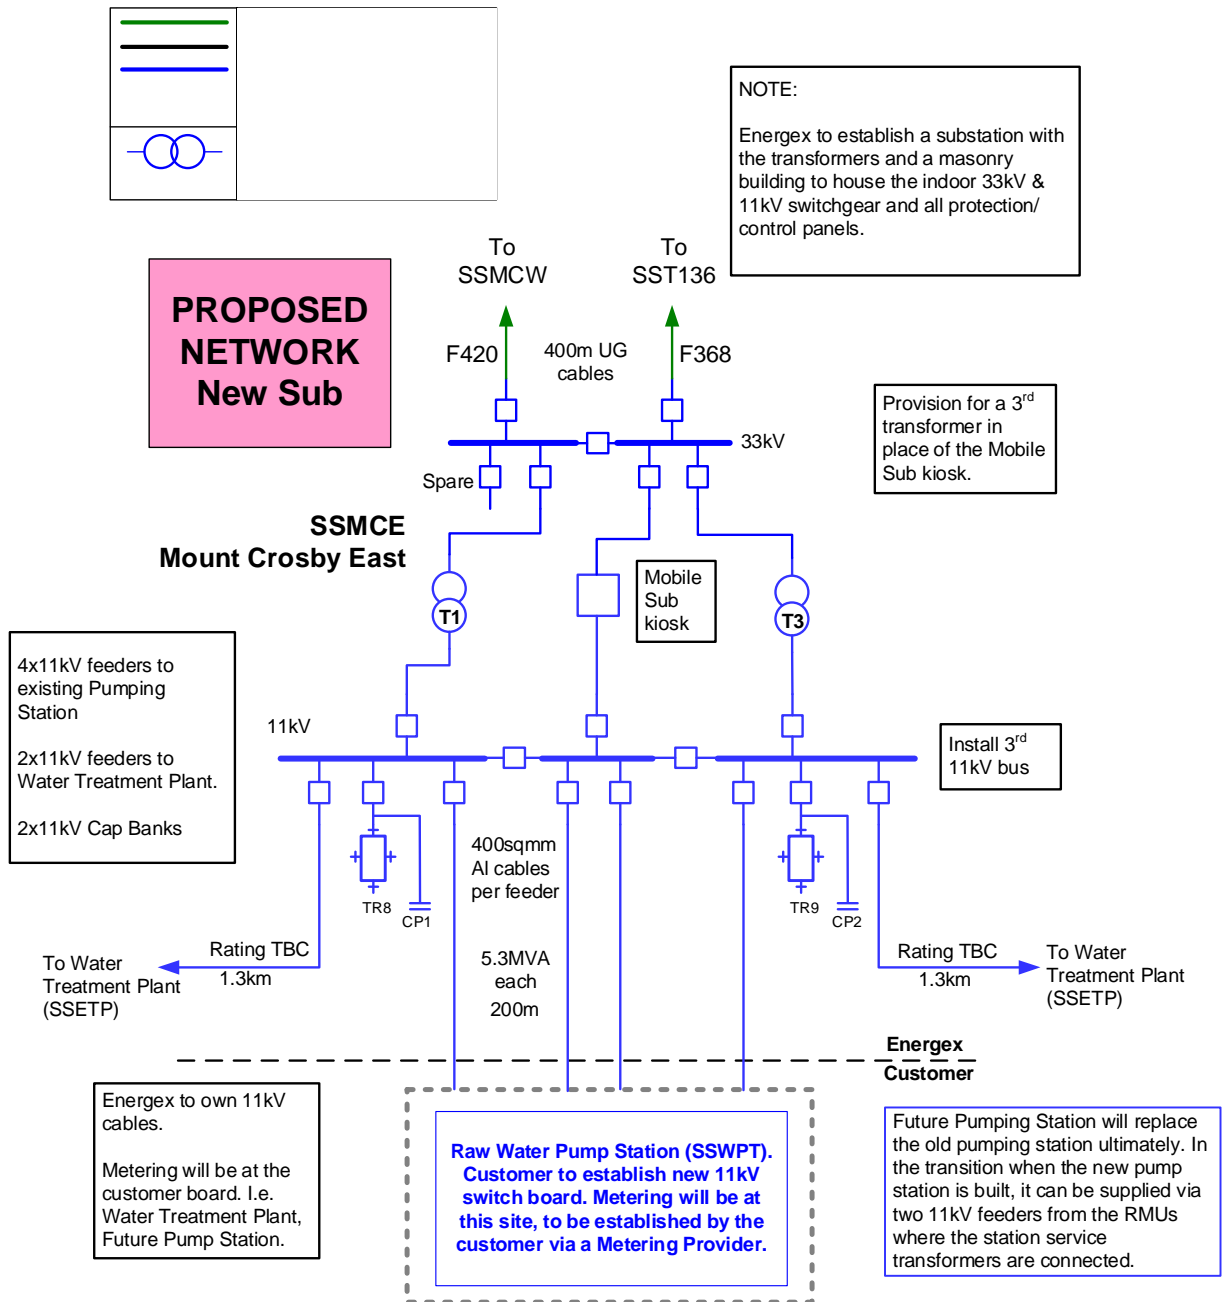 NOTE:
Energex to establish a substation with
the transformers and a masonry
building to house the indoor 33kV &
11kV switchgear and all protection/
control panels.
To
SSMCW
To
SST136
PROPOSED
NETWORK
New Sub
F420
400m UG
cables
F368
33kV
Provision for a 3rd
transformer in
place of the Mobile
Sub kiosk.
Spare
SSMCE
Mount Crosby East
T1
Mobile
Sub
kiosk
T3
4x11kV feeders to
existing Pumping
Station
2x11kV feeders to
Water Treatment Plant.
2x11kV Cap Banks
11kV
Install 3rd
11kV bus
400sqmm
Al cables
per feeder
TR8
CP1
TR9
CP2
To Water
Treatment Plant
(SSETP)
Rating TBC
1.3km
5.3MVA
each
200m
Rating TBC
1.3km
To Water
Treatment Plant
(SSETP)
Energex
Customer
Energex to own 11kV
cables.
Metering will be at the
customer board. I.e.
Water Treatment Plant,
Future Pump Station.
Raw Water Pump Station (SSWPT).
Customer to establish new 11kV
switch board. Metering will be at
this site, to be established by the
customer via a Metering Provider.
Future Pumping Station will replace
the old pumping station ultimately. In
the transition when the new pump
station is built, it can be supplied via
two 11kV feeders from the RMUs
where the station service
transformers are connected.